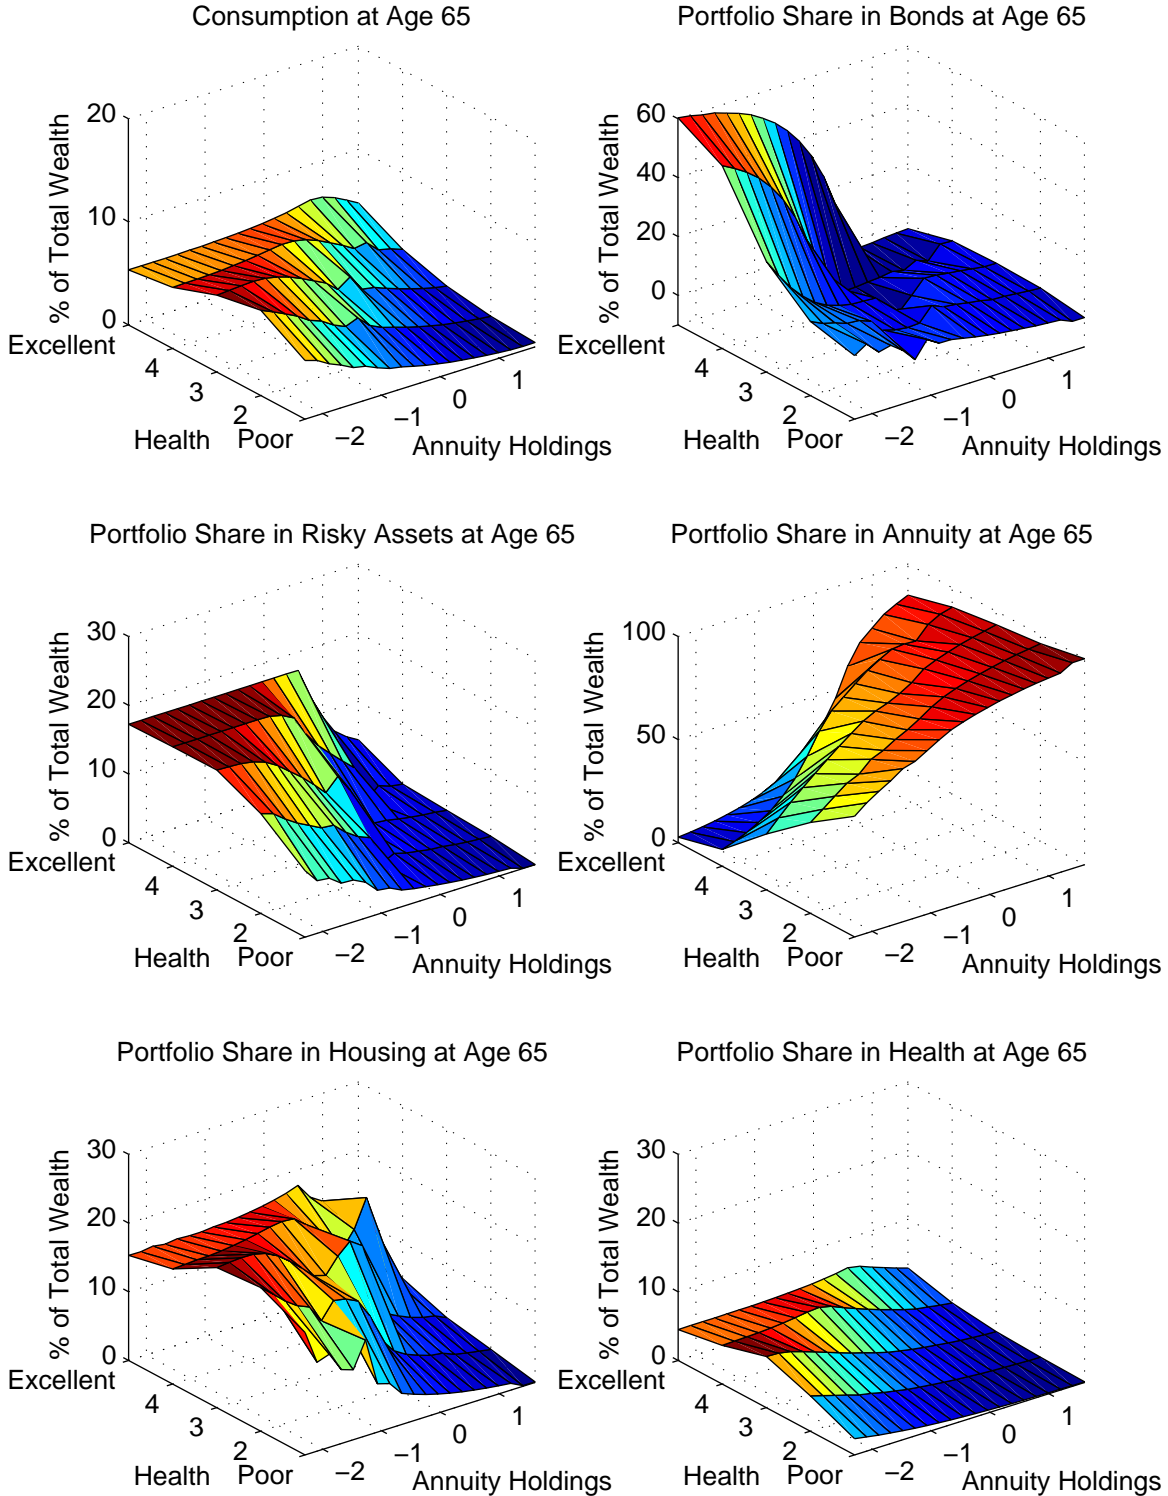 Consumption at Age 65
% of Total Wealth
20
10
0
Excellent
4
3
2
Poor
Health
−2
−1
0
1
Annuity Holdings
Portfolio Share in Bonds at Age 65
% of Total Wealth
60
40
20
0
Excellent
4
3
2
Poor
Health
−2
−1
0
1
Annuity Holdings
Portfolio Share in Risky Assets at Age 65
% of Total Wealth
30
20
10
0
Excellent
4
3
2
Poor
Health
−2
−1
0
1
Annuity Holdings
Portfolio Share in Annuity at Age 65
% of Total Wealth
100
50
0
Excellent
4
3
2
Poor
Health
−2
−1
0
1
Annuity Holdings
Portfolio Share in Housing at Age 65
% of Total Wealth
30
20
10
0
Excellent
4
3
2
Poor
Health
−2
−1
0
1
Annuity Holdings
Portfolio Share in Health at Age 65
% of Total Wealth
30
20
10
0
Excellent
4
3
2
Poor
Health
−2
−1
0
1
Annuity Holdings